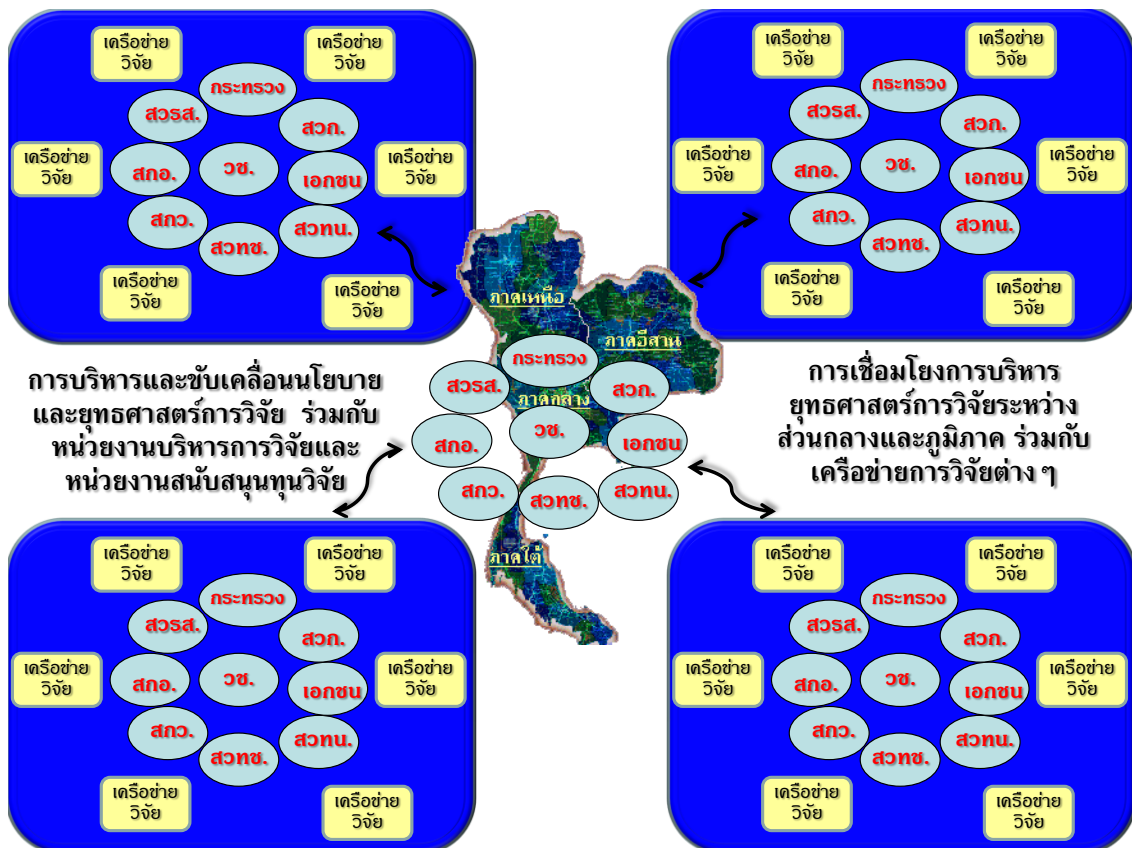 เครือข่าย
วิจัย
เครือข่าย
วิจัย
กระทรวง
สวรส.
สวก.
เครือข่าย
วิจัย
สกอ.
วช.
เอกชน
เครือข่าย
วิจัย
สกว.
สวทช.
สวทน.
เครือข่าย
วิจัย
เครือข่าย
วิจัย
เครือข่าย
วิจัย
เครือข่าย
วิจัย
กระทรวง
สวรส.
สวก.
เครือข่าย
วิจัย
สกอ.
วช.
เอกชน
เครือข่าย
วิจัย
สกว.
สวทช.
สวทน.
เครือข่าย
วิจัย
เครือข่าย
วิจัย
การบริหารและขับเคลื่อนนโยบาย
และยุทธศาสตร์การวิจัย ร่วมกับ
หน่วยงานบริหารการวิจัยและ
หน่วยงานสนับสนุนทุนวิจัย
ภาคเหนือ
ภาคอีสาน
กระทรวง
สวรส.
สวก.
ภาคกลาง
วช.
สกอ.
เอกชน
สกว.
สวทช.
สวทน.
ภาคใต้
การเชื่อมโยงการบริหาร
ยุทธศาสตร์การวิจัยระหว่าง
ส่วนกลางและภูมิภาค ร่วมกับ
เครือข่ายการวิจัยต่าง ๆ
เครือข่าย
วิจัย
เครือข่าย
วิจัย
กระทรวง
สวรส.
สวก.
เครือข่าย
วิจัย
สกอ.
วช.
เอกชน
เครือข่าย
วิจัย
สกว.
สวทช.
สวทน.
เครือข่าย
วิจัย
เครือข่าย
วิจัย
เครือข่าย
วิจัย
เครือข่าย
วิจัย
กระทรวง
สวรส.
สวก.
เครือข่าย
วิจัย
สกอ.
วช.
เอกชน
เครือข่าย
วิจัย
สกว.
สวทช.
สวทน.
เครือข่าย
วิจัย
เครือข่าย
วิจัย